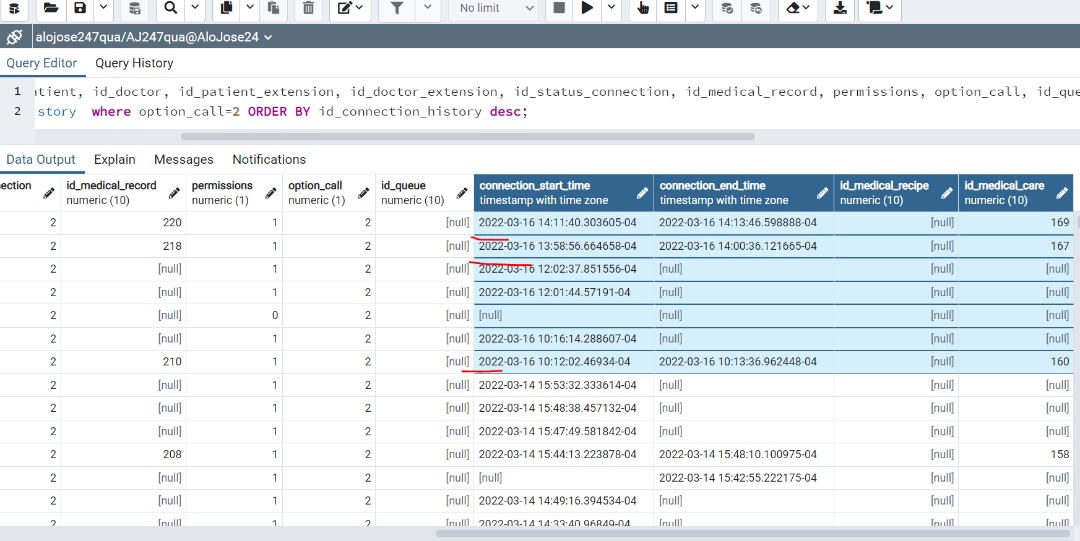 No limit
alojose247qua/AJ247qua@AloJose24
Query Editor Query History
1 atient, id_doctor, id_patient_extension, id_doctor_extension, id_status_connection, id_medical_record, permissions, option_call, id_que
2 story where option_call=2 ORDER BY id_connection_history desc;
Data Output Explain Messages Notifications
ection id_medical_record permissions option_call id_queue connection_start_time connection_end_time id_medical_recipe id_medical_care
numeric (10) numeric (1) numeric (1) numeric (10) timestamp with time zone timestamp with time zone numeric (10) numeric (10)
2 220 1 2 [null] 2022-03-16 14:11:40.303605-04 2022-03-16 14:13:46.598888-04 [null] 169
2 218 1 2 [null] 2022-03-16 13:58:56.664658-04 2022-03-16 14:00:36.121665-04 [null] 167
2 [null] 1 2 [null] 2022-03-16 12:02:37.851556-04 [null] [null] [null]
2 [null] 1 2 [null] 2022-03-16 12:01:44.57191-04 [null] [null] [null]
2 [null] 0 2 [null] [null] [null] [null] [null]
2 [null] 1 2 [null] 2022-03-16 10:16:14.288607-04 [null] [null] [null]
2 210 1 2 [null] 2022-03-16 10:12:02.46934-04 2022-03-16 10:13:36.962448-04 [null] 160
2 [null] 1 2 [null] 2022-03-14 15:53:32.333614-04 [null] [null] [null]
2 [null] 1 2 [null] 2022-03-14 15:48:38.457132-04 [null] [null] [null]
2 [null] 1 2 [null] 2022-03-14 15:47:49.581842-04 [null] [null] [null]
2 208 1 2 [null] 2022-03-14 15:44:13.223878-04 2022-03-14 15:48:10.100975-04 [null] 158
2 [null] 1 2 [null] [null] 2022-03-14 15:42:55.222175-04 [null] [null]
2 [null] 1 2 [null] 2022-03-14 14:49:16.394534-04 [null] [null] [null]
2 [null] 1 2 [null] 2022-03-14 14:33:40.96849-04 [null] [null] [null]